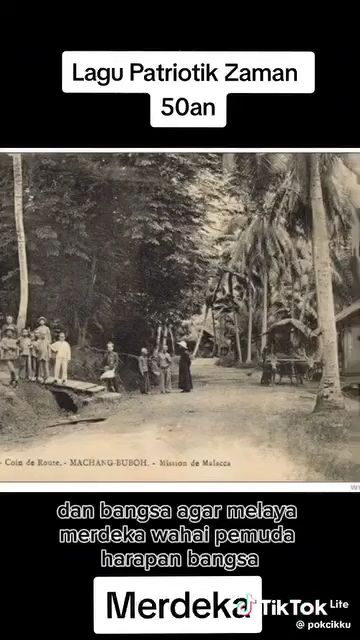 Lagu Patriotik Zaman
50an
- Coin de Route. - MACHANG-BUBOH. - Mission de Malacca
dan bangsa agar melaya
merdeka wahai pemuda
harapan bangsa
Merdeka
TikTok Lite
@ pokcikku